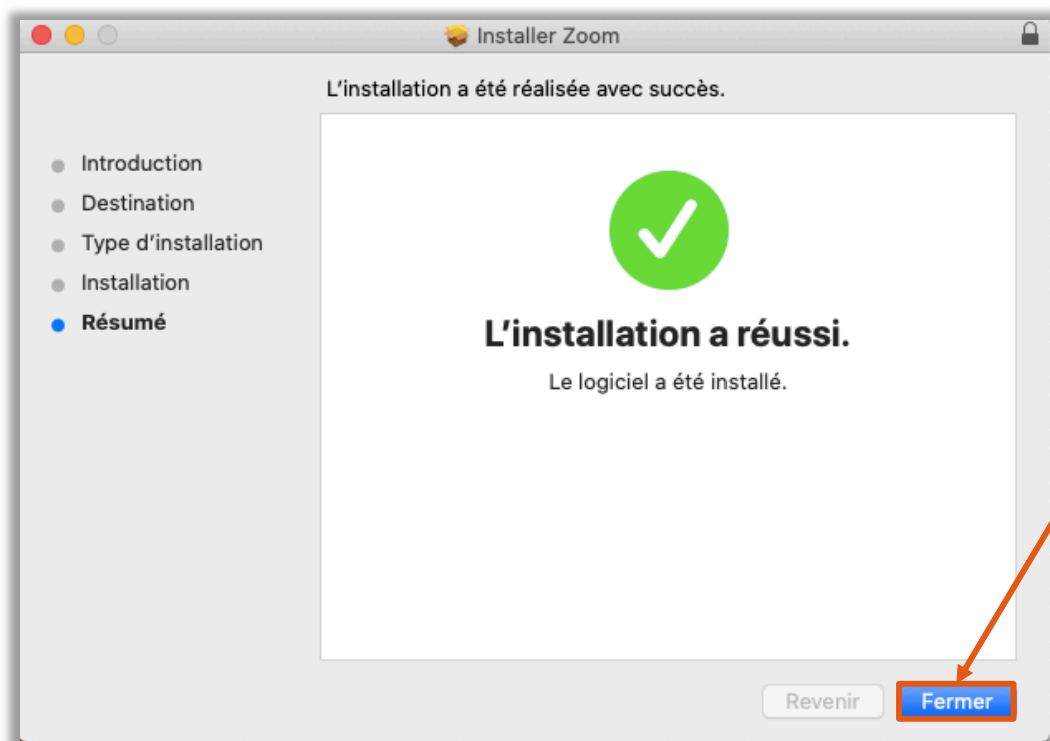 Installer Zoom
L'installation a été réalisée avec succès.
Introduction
Destination
Type d'installation
Installation
Résumé
L'installation a réussi.
Le logiciel a été installé.
Revenir
Fermer